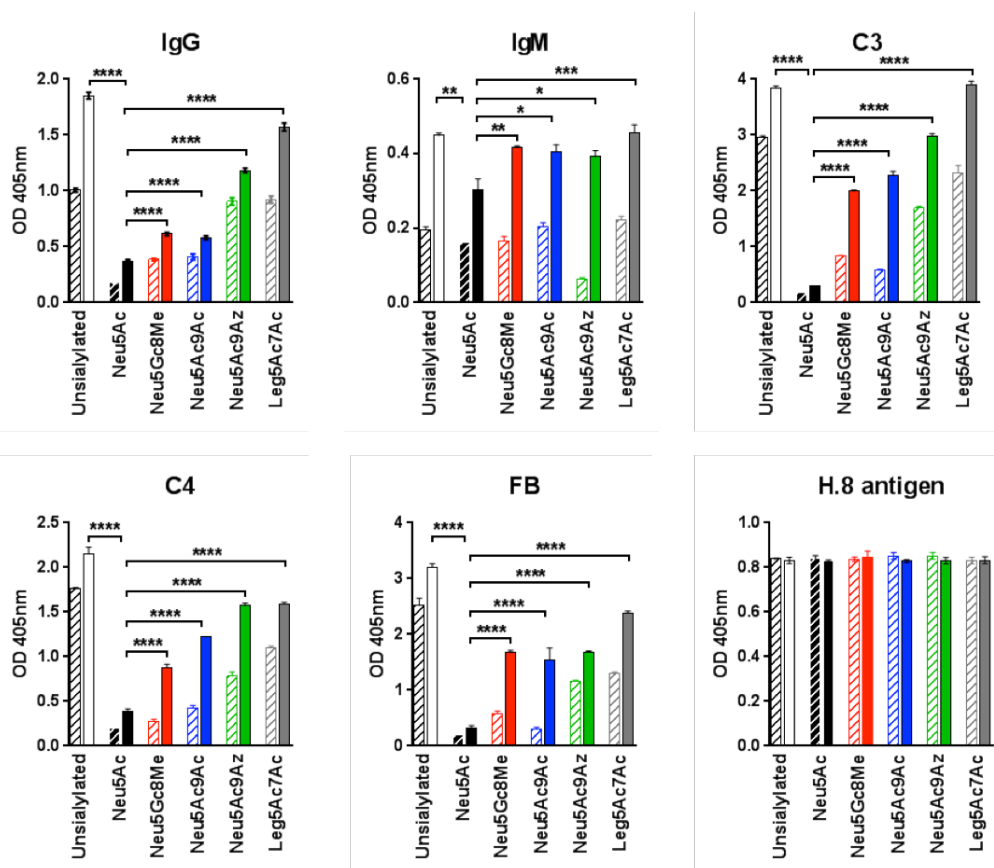 IgG
OD 405nm
2.0
1.5
1.0
0.5
0.0
****
****
****
****
****
Unsialylated
Neu5Ac
Neu5Gc8Me
Neu5Ac9Ac
Neu5Ac9Az
Leg5Ac7Ac
IgM
OD 405nm
0.6
0.4
0.2
0.0
**
***
*
*
**
Unsialylated
Neu5Ac
Neu5Gc8Me
Neu5Ac9Ac
Neu5Ac9Az
Leg5Ac7Ac
C3
OD 405nm
4
3
2
1
0
****
****
****
****
****
Unsialylated
Neu5Ac
Neu5Gc8Me
Neu5Ac9Ac
Neu5Ac9Az
Leg5Ac7Ac
C4
OD 405nm
2.5
2.0
1.5
1.0
0.5
0.0
****
****
****
****
****
Unsialylated
Neu5Ac
Neu5Gc8Me
Neu5Ac9Ac
Neu5Ac9Az
Leg5Ac7Ac
FB
OD 405nm
4
3
2
1
0
****
****
****
****
****
Unsialylated
Neu5Ac
Neu5Gc8Me
Neu5Ac9Ac
Neu5Ac9Az
Leg5Ac7Ac
H.8 antigen
OD 405nm
1.0
0.8
0.6
0.4
0.2
0.0
Unsialylated
Neu5Ac
Neu5Gc8Me
Neu5Ac9Ac
Neu5Ac9Az
Leg5Ac7Ac